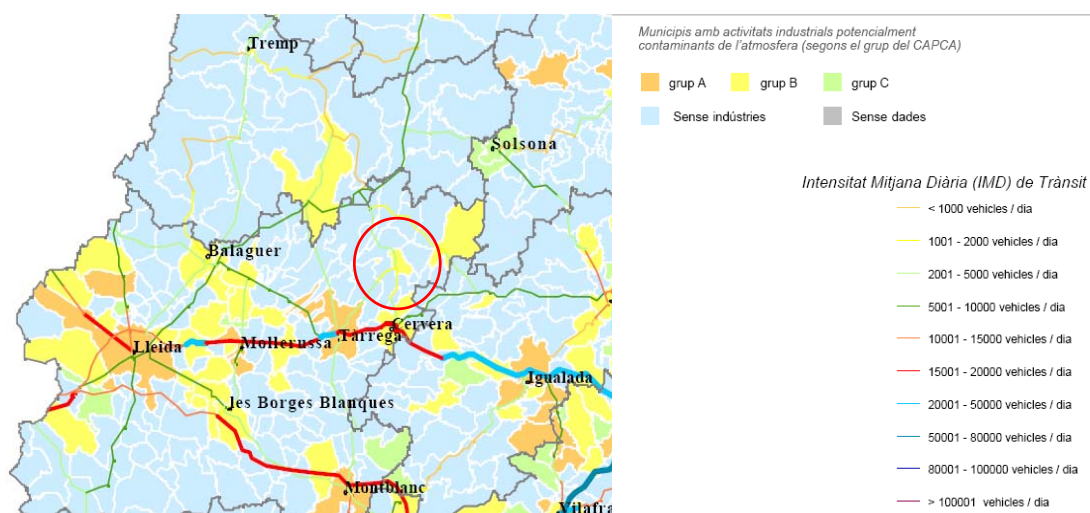 Tremp
Solsona
Balaguer
Cervera
Tàrrega
Mollerussa
Lleida
Igualada
les Borges Blanques
Montblanc
Vilafra
Municipis amb activitats industrials potencialment
contaminants de l'atmosfera (segons el grup del CAPCA)
grup A
grup B
grup C
Sense indústries
Sense dades
Intensitat Mitjana Diària (IMD) de Trànsit
< 1000 vehicles / dia
1001 - 2000 vehicles / dia
2001 - 5000 vehicles / dia
5001 - 10000 vehicles / dia
10001 - 15000 vehicles / dia
15001 - 20000 vehicles / dia
20001 - 50000 vehicles / dia
50001 - 80000 vehicles / dia
80001 - 100000 vehicles / dia
> 100001 vehicles / dia